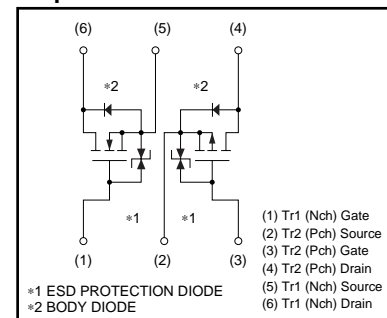 (6) (5) (4)
∗2 ∗2
∗1 ∗1
(1) (2) (3)
(1) Tr1 (Nch) Gate
(2) Tr2 (Pch) Source
(3) Tr2 (Pch) Gate
(4) Tr2 (Pch) Drain
(5) Tr1 (Nch) Source
(6) Tr1 (Nch) Drain
∗1 ESD PROTECTION DIODE
∗2 BODY DIODE